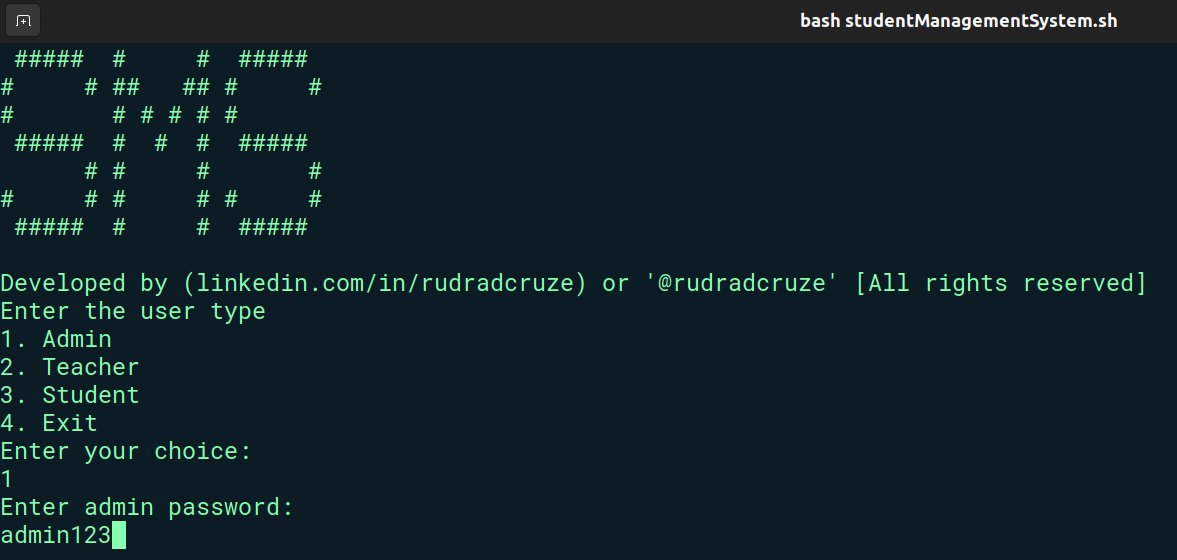 bash studentManagementSystem.sh
 #####  #     #  #####
#     # ##   ## #     #
#       # # # # #
 #####  #  #  #  #####
      # #     #       #
#     # #     # #     #
 #####  #     #  #####
Developed by (linkedin.com/in/rudradcruze) or '@rudradcruze' [All rights reserved]
Enter the user type
1. Admin
2. Teacher
3. Student
4. Exit
Enter your choice:
1
Enter admin password:
admin123